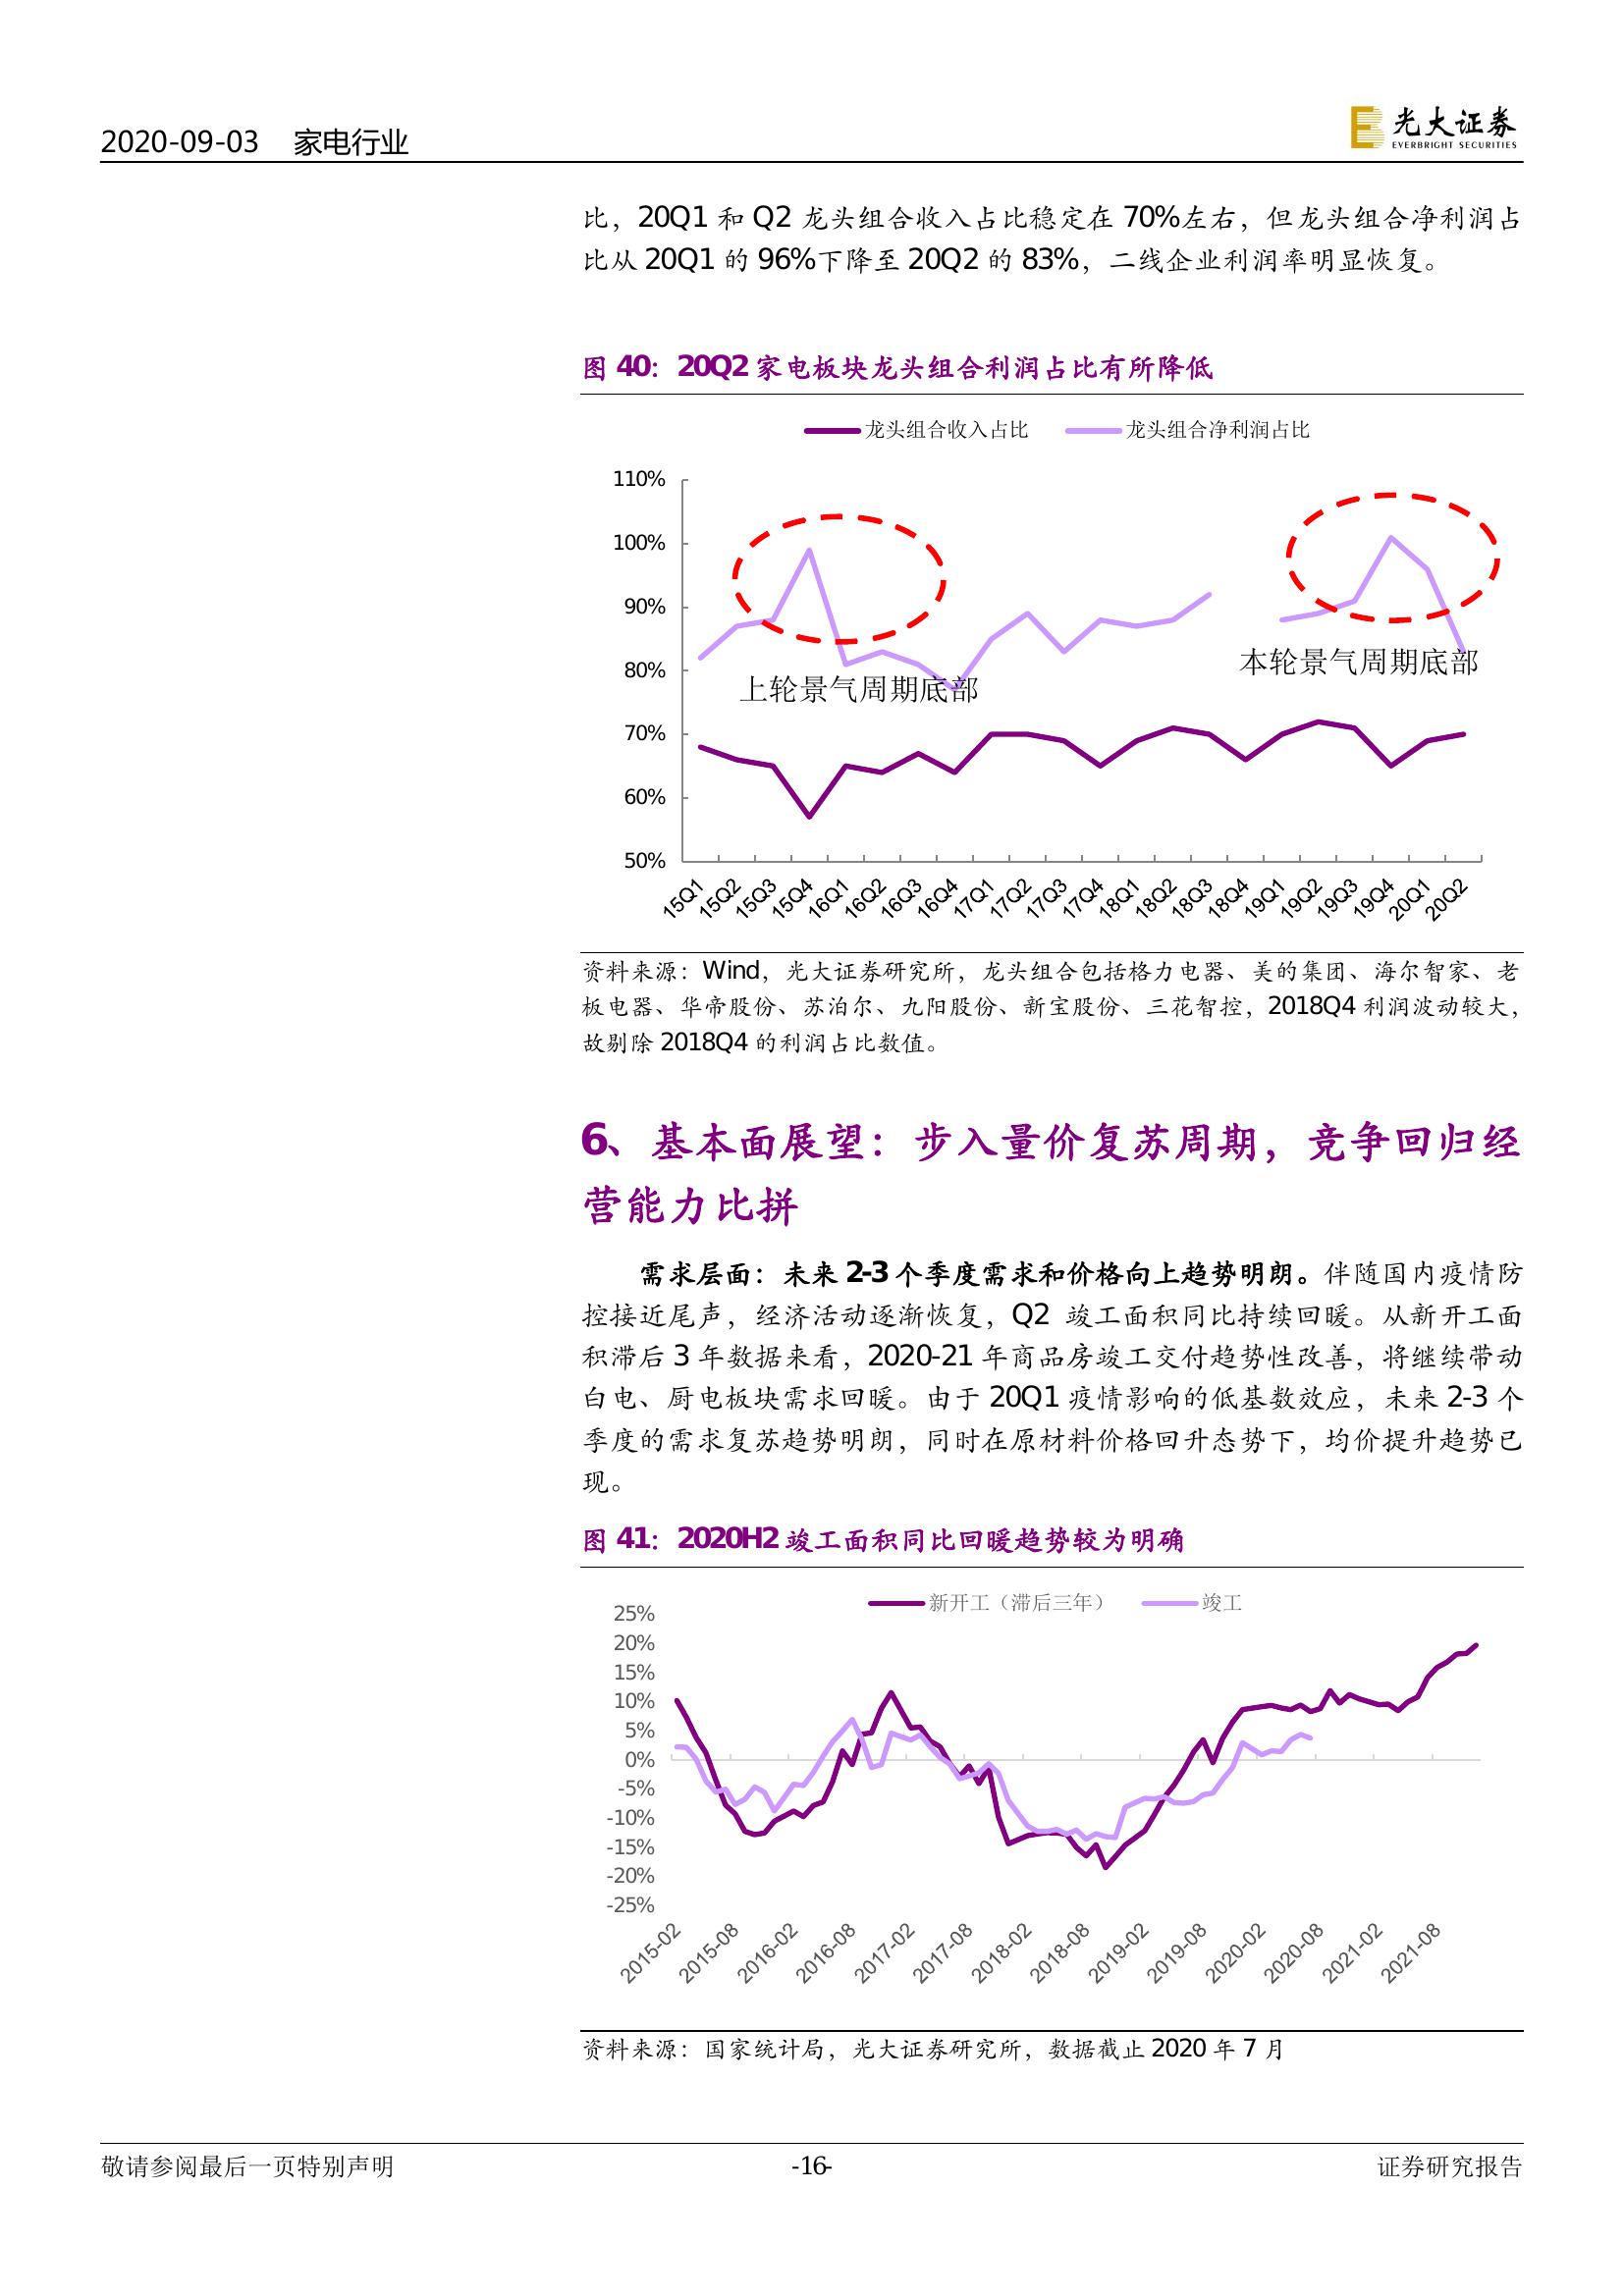 2020-09-03 家电行业
光大证券
EVERBRIGHT SECURITIES
比，20Q1 和 Q2 龙头组合收入占比稳定在 70%左右，但龙头组合净利润占
比从 20Q1 的 96%下降至 20Q2 的 83%，二线企业利润率明显恢复。
图 40：20Q2 家电板块龙头组合利润占比有所降低
龙头组合收入占比 龙头组合净利润占比
110%
100%
90%
80%
70%
60%
50%
上轮景气周期底部
本轮景气周期底部
15Q1 15Q2 15Q3 15Q4 16Q1 16Q2 16Q3 16Q4 17Q1 17Q2 17Q3 17Q4 18Q1 18Q2 18Q3 18Q4 19Q1 19Q2 19Q3 19Q4 20Q1 20Q2
资料来源：Wind，光大证券研究所，龙头组合包括格力电器、美的集团、海尔智家、老
板电器、华帝股份、苏泊尔、九阳股份、新宝股份、三花智控，2018Q4 利润波动较大，
故剔除 2018Q4 的利润占比数值。
6、基本面展望：步入量价复苏周期，竞争回归经
营能力比拼
需求层面：未来 2-3 个季度需求和价格向上趋势明朗。伴随国内疫情防
控接近尾声，经济活动逐渐恢复，Q2 竣工面积同比持续回暖。从新开工面
积滞后 3 年数据来看，2020-21 年商品房竣工交付趋势性改善，将继续带动
白电、厨电板块需求回暖。由于 20Q1 疫情影响的低基数效应，未来 2-3 个
季度的需求复苏趋势明朗，同时在原材料价格回升态势下，均价提升趋势已
现。
图 41：2020H2 竣工面积同比回暖趋势较为明确
新开工（滞后三年） 竣工
25%
20%
15%
10%
5%
0%
-5%
-10%
-15%
-20%
-25%
2015-02 2015-08 2016-02 2016-08 2017-02 2017-08 2018-02 2018-08 2019-02 2019-08 2020-02 2020-08 2021-02 2021-08
资料来源：国家统计局，光大证券研究所，数据截止 2020 年 7 月
敬请参阅最后一页特别声明 -16- 证券研究报告